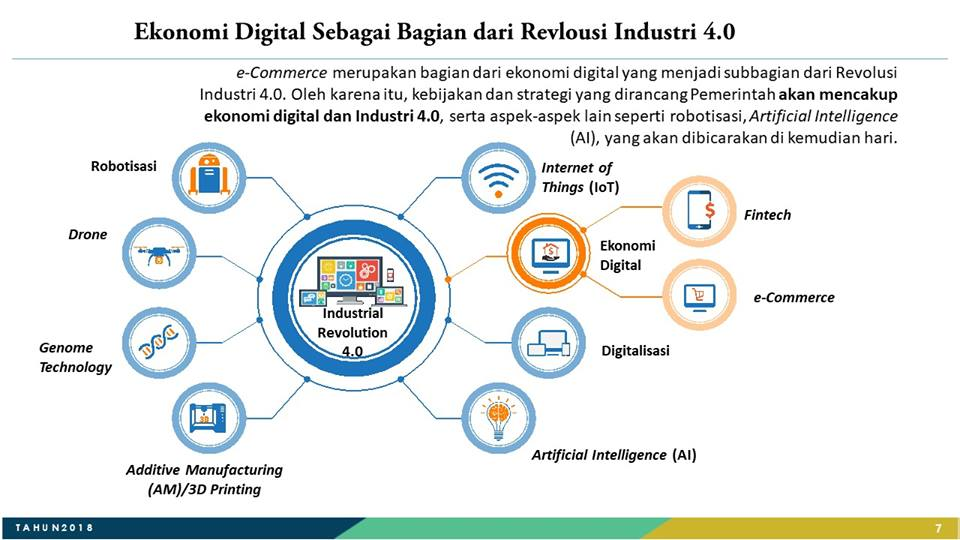 Ekonomi Digital Sebagai Bagian dari Revlousi Industri 4.0
e-Commerce merupakan bagian dari ekonomi digital yang menjadi subbagian dari Revolusi
Industri 4.0. Oleh karena itu, kebijakan dan strategi yang dirancang Pemerintah akan mencakup
ekonomi digital dan Industri 4.0, serta aspek-aspek lain seperti robotisasi, Artificial Intelligence
(AI), yang akan dibicarakan di kemudian hari.
Robotisasi
Drone
Genome
Technology
3D
Additive Manufacturing
(AM)/3D Printing
Industrial
Revolution
4.0
Internet of
Things (IoT)
Ekonomi
Digital
$
$
Fintech
e-Commerce
Digitalisasi
Artificial Intelligence (AI)
TAHUN2018
7